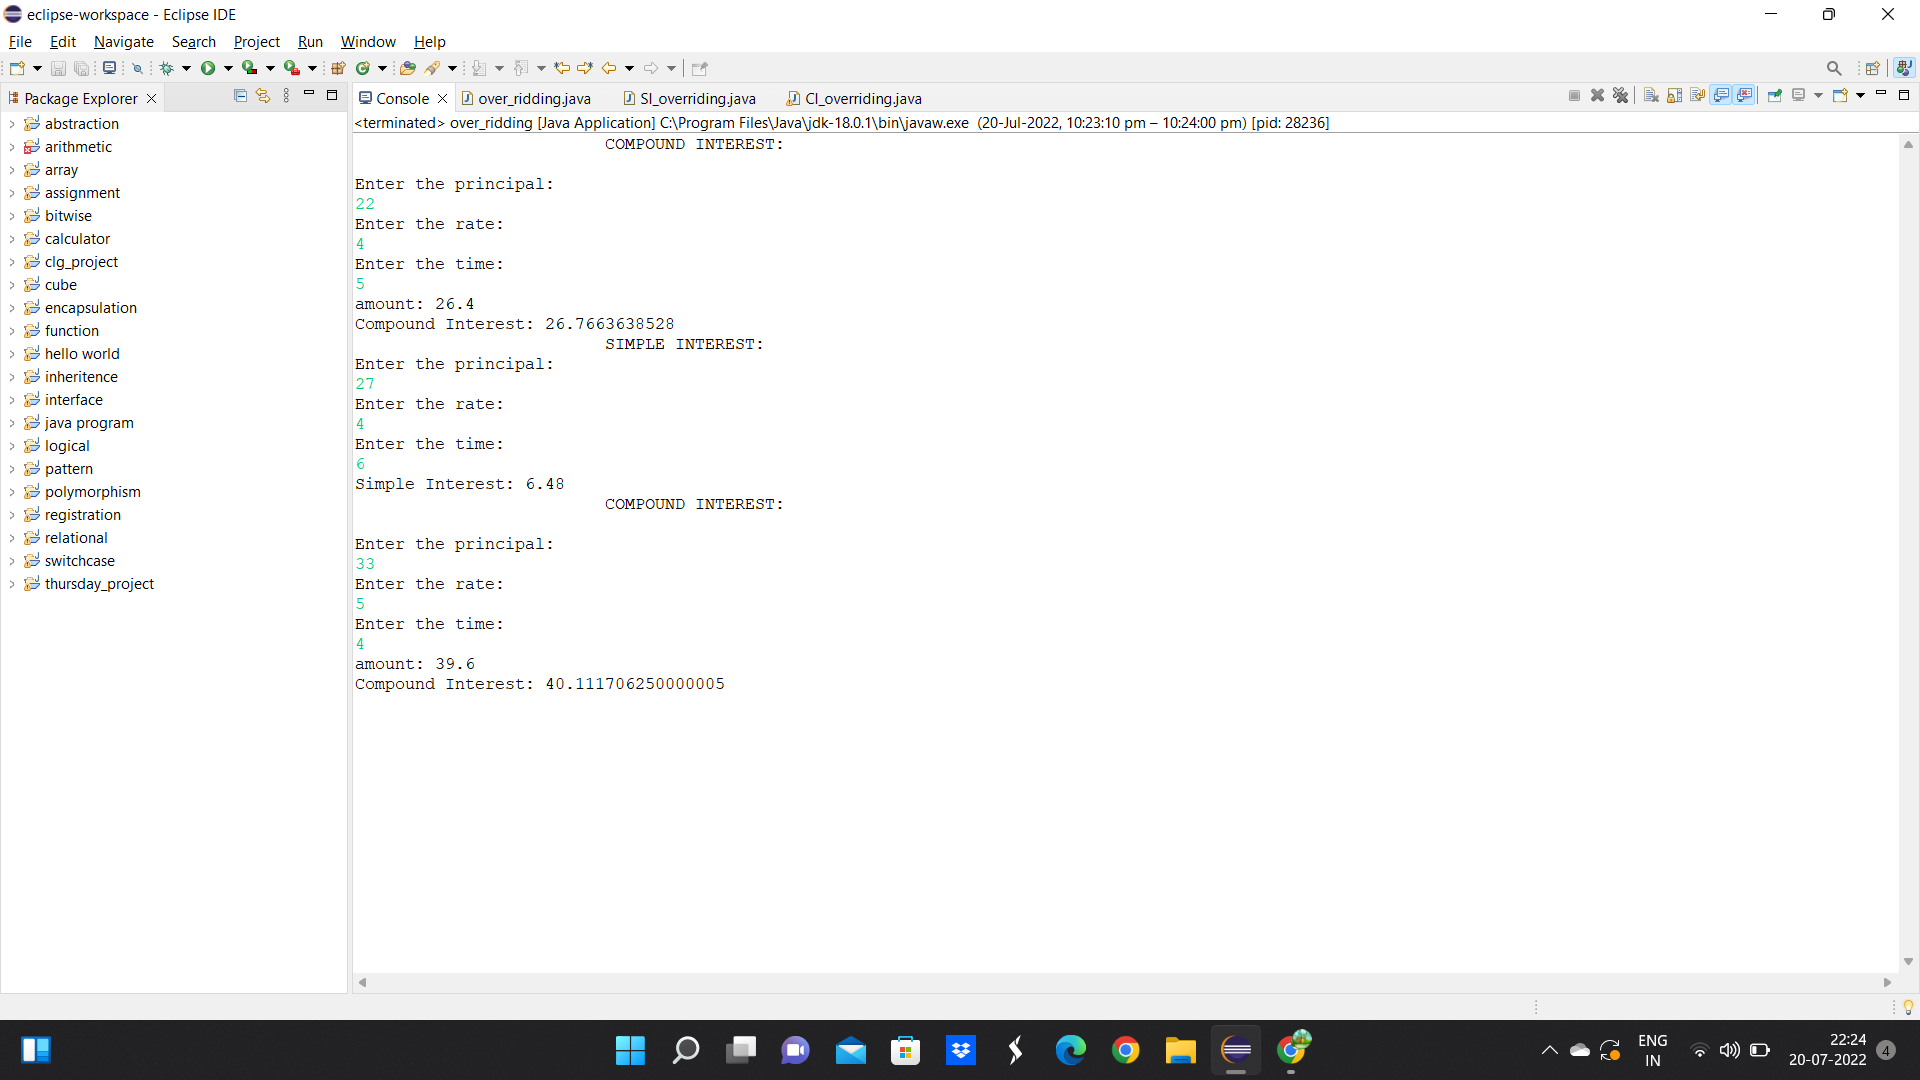 eclipse-workspace - Eclipse IDE
File Edit Navigate Search Project Run Window Help
Package Explorer
abstraction
arithmetic
array
assignment
bitwise
calculator
clg_project
cube
encapsulation
function
hello world
inheritence
interface
java program
logical
pattern
polymorphism
registration
relational
switchcase
thursday_project
Console over_ridding.java SI_overriding.java CI_overriding.java
<terminated> over_ridding [Java Application] C:\Program Files\Java\jdk-18.0.1\bin\javaw.exe (20-Jul-2022, 10:23:10 pm – 10:24:00 pm) [pid: 28236]
COMPOUND INTEREST:
Enter the principal:
22
Enter the rate:
4
Enter the time:
5
amount: 26.4
Compound Interest: 26.7663638528
SIMPLE INTEREST:
Enter the principal:
27
Enter the rate:
4
Enter the time:
6
Simple Interest: 6.48
COMPOUND INTEREST:
Enter the principal:
33
Enter the rate:
5
Enter the time:
4
amount: 39.6
Compound Interest: 40.111706250000005
ENG
IN
22:24
20-07-2022
4